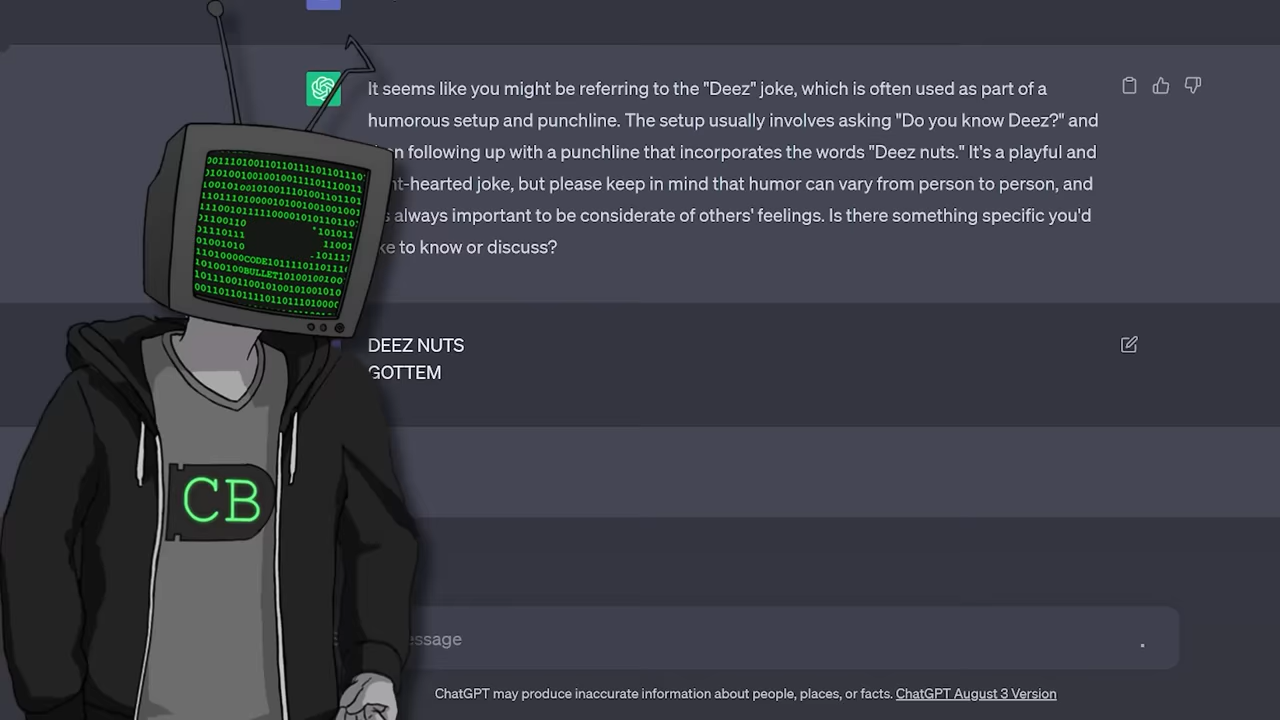 It seems like you might be referring to the "Deez" joke, which is often used as part of a
humorous setup and punchline. The setup usually involves asking "Do you know Deez?" and
following up with a punchline that incorporates the words "Deez nuts." It's a playful and
-hearted joke, but please keep in mind that humor can vary from person to person, and
always important to be considerate of others' feelings. Is there something specific you'd
to know or discuss?
DEEZ NUTS
GOTTEM
CODE
BULLET
CB
ChatGPT may produce inaccurate information about people, places, or facts. ChatGPT August 3 Version